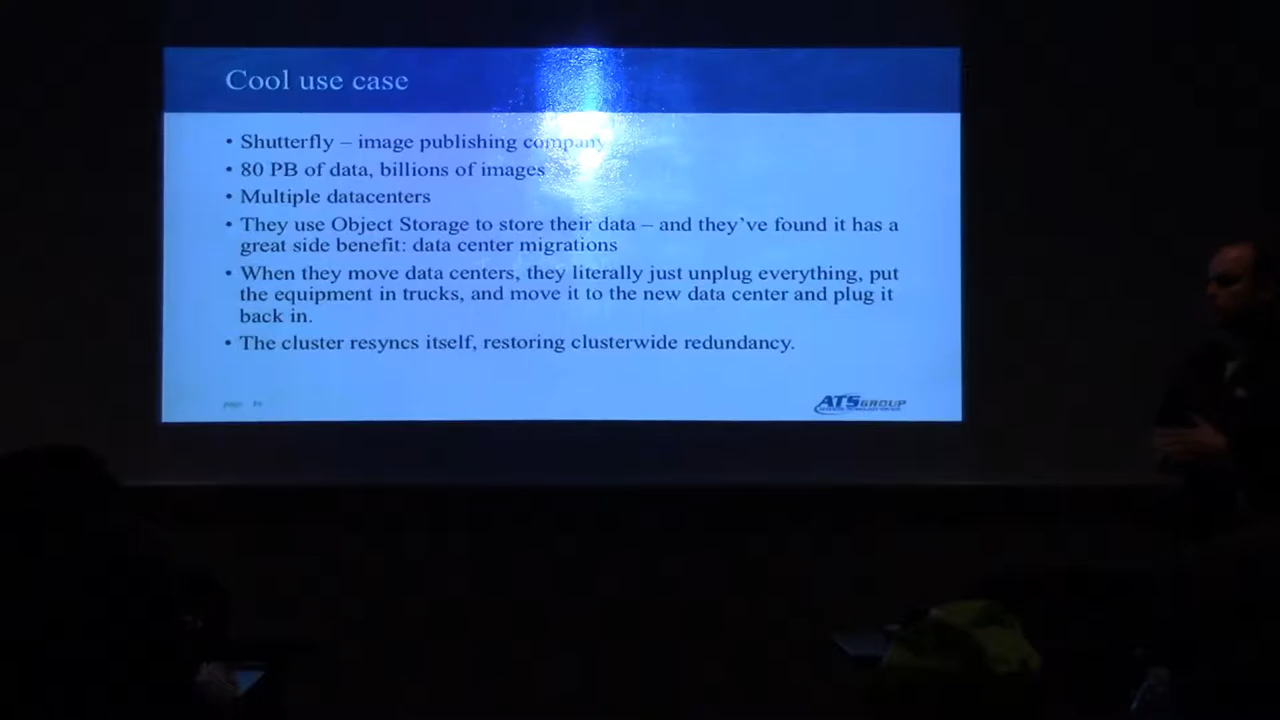 Cool use case
• Shutterfly – image publishing company
• 80 PB of data, billions of images
• Multiple datacenters
• They use Object Storage to store their data – and they've found it has a
great side benefit: data center migrations
• When they move data centers, they literally just unplug everything, put
the equipment in trucks, and move it to the new data center and plug it
back in.
• The cluster resyncs itself, restoring clusterwide redundancy.
page
ATS GROUP